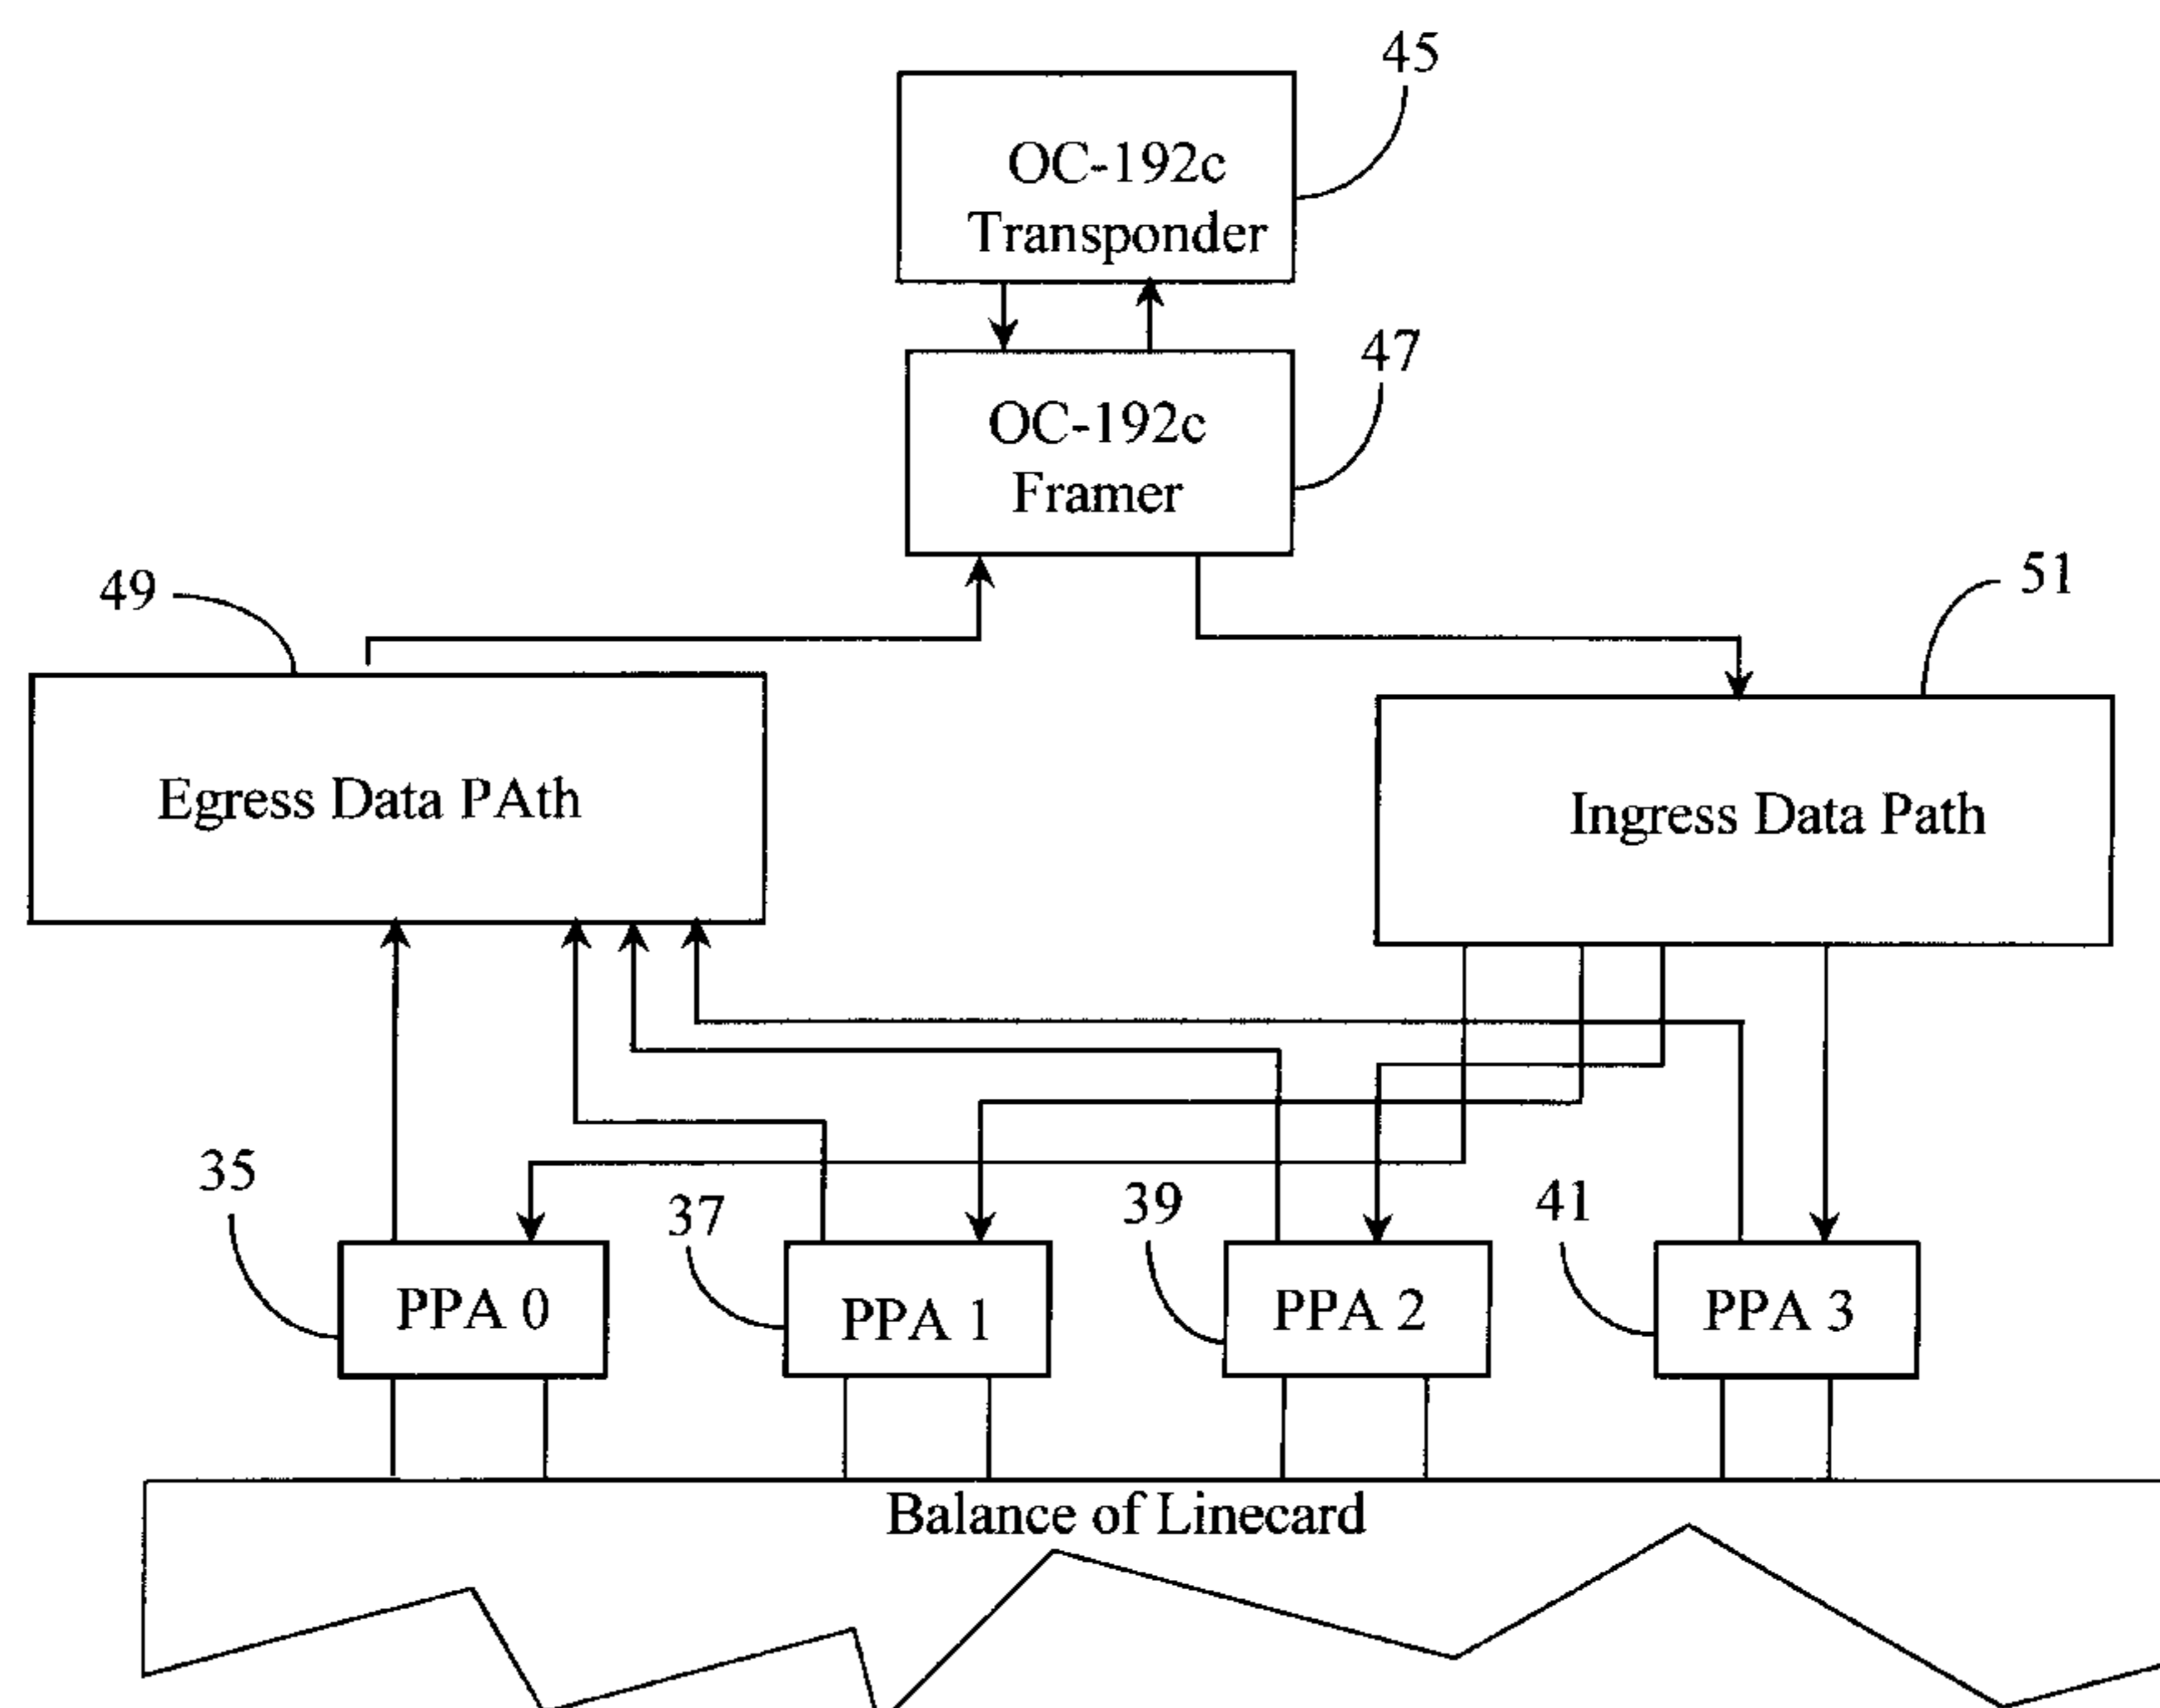 45
OC-192c
Transponder
47
OC-192c
Framer
49
51
Egress Data PAth
Ingress Data Path
35
37
39
41
PPA 0
PPA 1
PPA 2
PPA 3
Balance of Linecard